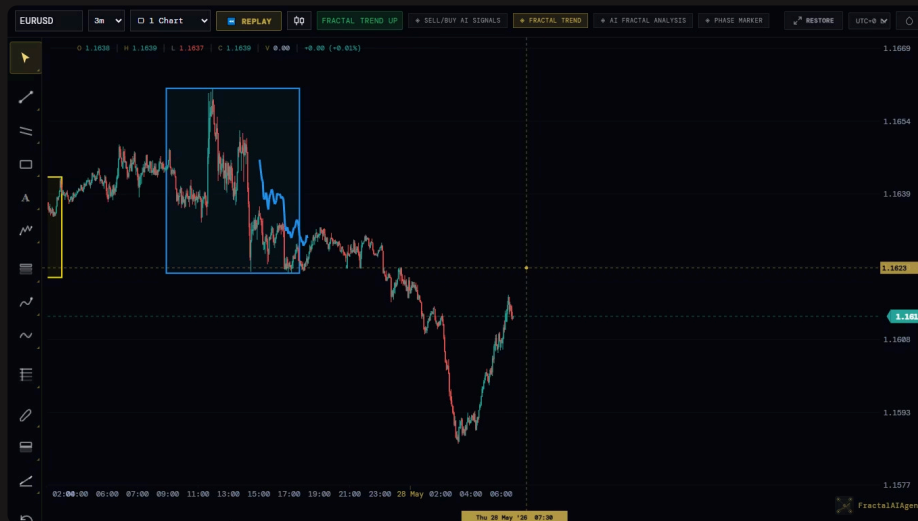 EURUSD 3m 1 Chart REPLAY FRACTAL TREND UP SELL/BUY AI SIGNALS FRACTAL TREND AI FRACTAL ANALYSIS PHASE MARKER RESTORE UTC+0
O 1.1638 H 1.1639 L 1.1637 C 1.1639 V 0.00 +0.00 (+0.01%)
1.1669
1.1654
1.1639
1.1623
1.161
1.1608
1.1593
1.1577
06:00 07:00 09:00 11:00 13:00 15:00 17:00 19:00 21:00 23:00 28 May 02:00 04:00 06:00
FractalAIAgen
Thu 28 May '26 07:30